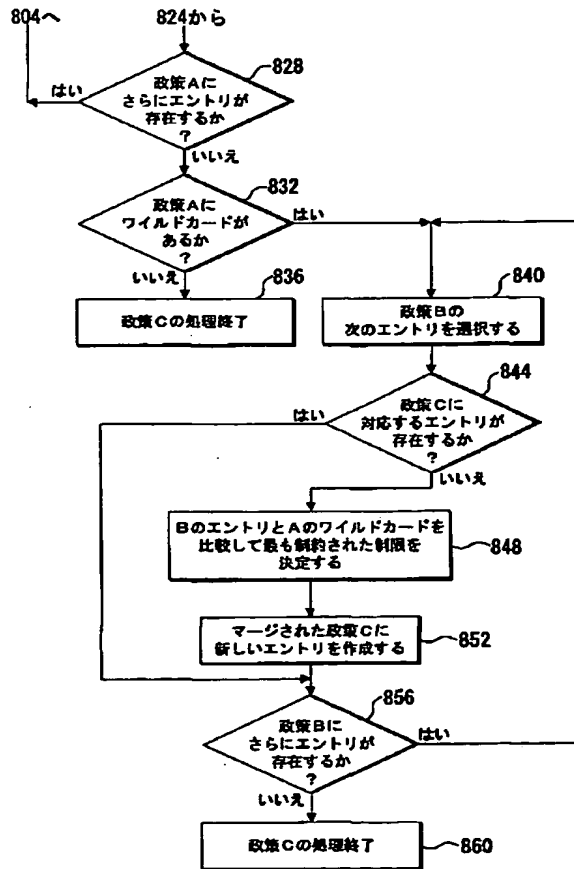 804へ
824から
828
政策Aに
さらにエントリが
存在するか
?
はい
いいえ
832
政策Aに
ワイルドカードが
あるか
?
はい
いいえ
836
政策Cの処理終了
840
政策Bの
次のエントリを選択する
844
政策Cに
対応するエントリが
存在するか
?
はい
いいえ
BのエントリとAのワイルドカードを
比較して最も制約された制限を
決定する
848
マージされた政策Cに
新しいエントリを作成する
852
856
政策Bに
さらにエントリが
存在するか
?
はい
いいえ
政策Cの処理終了
860